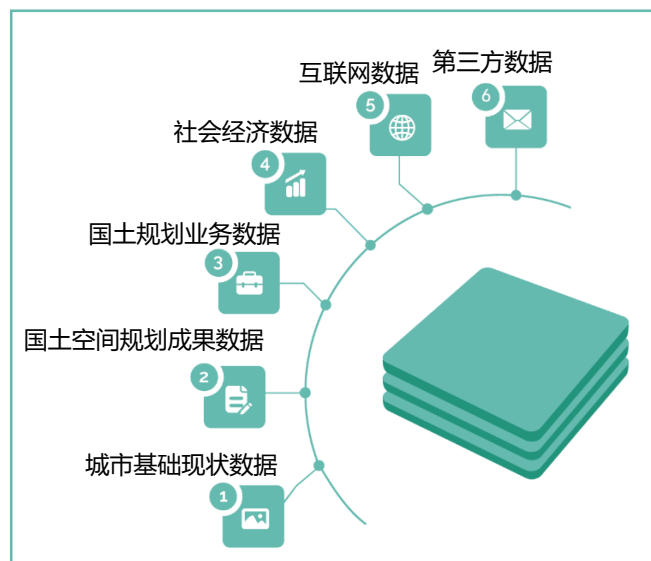 第三方数据
6
互联网数据
5
社会经济数据
4
国土规划业务数据
3
国土空间规划成果数据
2
城市基础现状数据
1